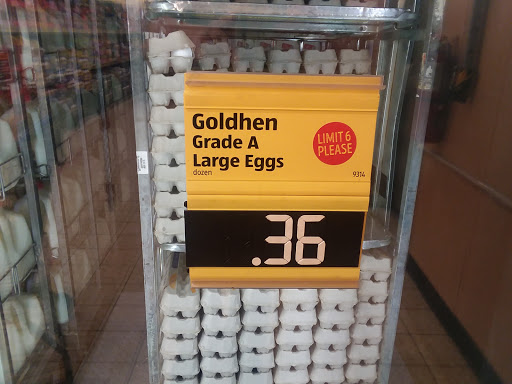 Goldhen
Grade A
Large Eggs
dozen
LIMIT 6
PLEASE
9314
.36